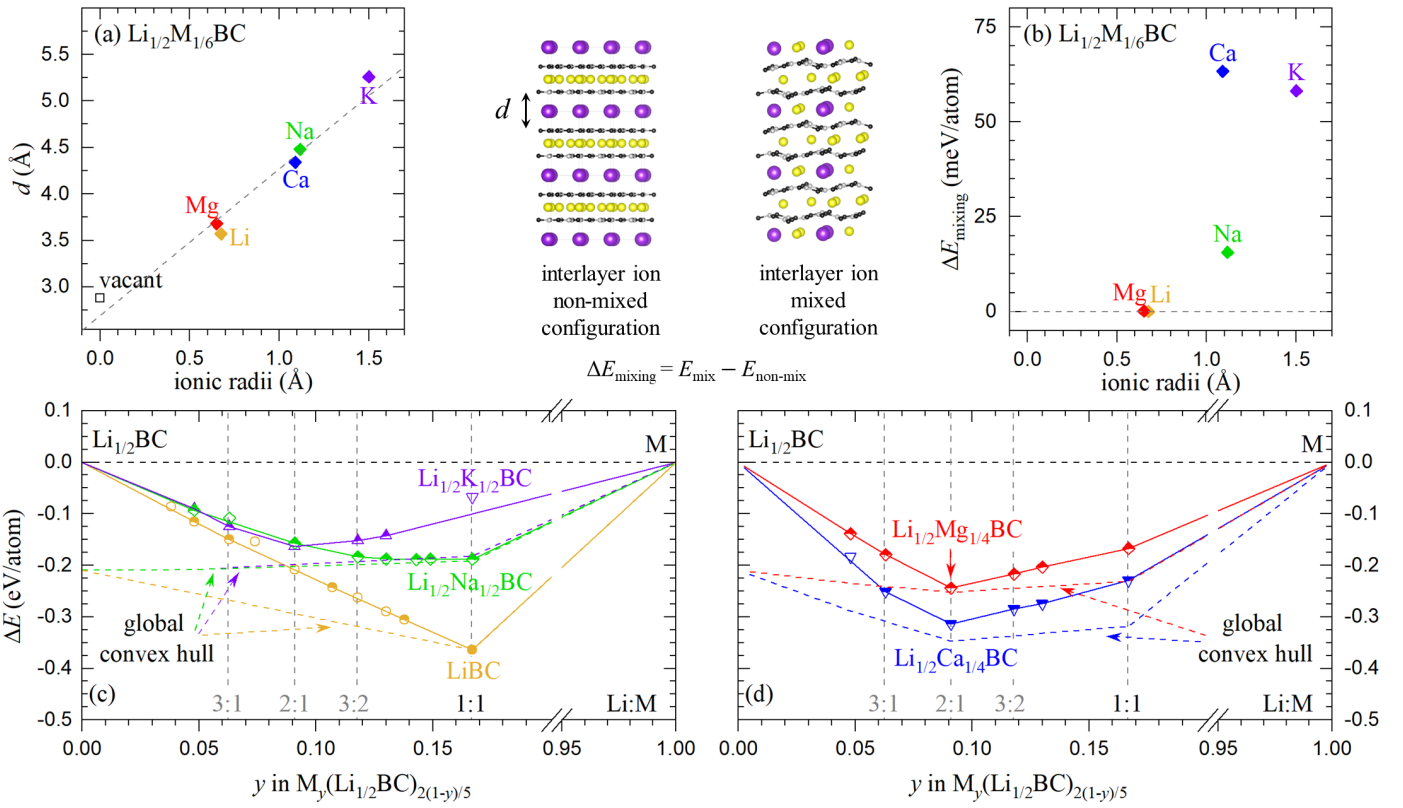 (a) Li1/2M1/6BC
5.5
5.0
4.5
4.0
3.5
3.0
d (Å)
K
Na
Ca
Mg
Li
vacant
0.0
0.5
1.0
1.5
ionic radii (Å)
d
interlayer ion
non-mixed
configuration
interlayer ion
mixed
configuration
ΔEmixing = Emix − Enon-mix
(b) Li1/2M1/6BC
75
50
25
0
ΔEmixing (meV/atom)
Ca
K
Na
Mg
Li
0.0
0.5
1.0
1.5
ionic radii (Å)
0.1
0.0
-0.1
-0.2
-0.3
-0.4
-0.5
ΔE (eV/atom)
Li1/2BC
M
Li1/2K1/2BC
Li1/2Na1/2BC
global
convex hull
LiBC
(c)
3:1
2:1
3:2
1:1
Li:M
0.00
0.05
0.10
0.15
0.95
1.00
y in My(Li1/2BC)2(1-y)/5
Li1/2BC
M
0.1
0.0
-0.1
-0.2
-0.3
-0.4
-0.5
Li1/2Mg1/4BC
global
convex hull
Li1/2Ca1/4BC
(d)
3:1
2:1
3:2
1:1
Li:M
0.00
0.05
0.10
0.15
0.95
1.00
y in My(Li1/2BC)2(1-y)/5